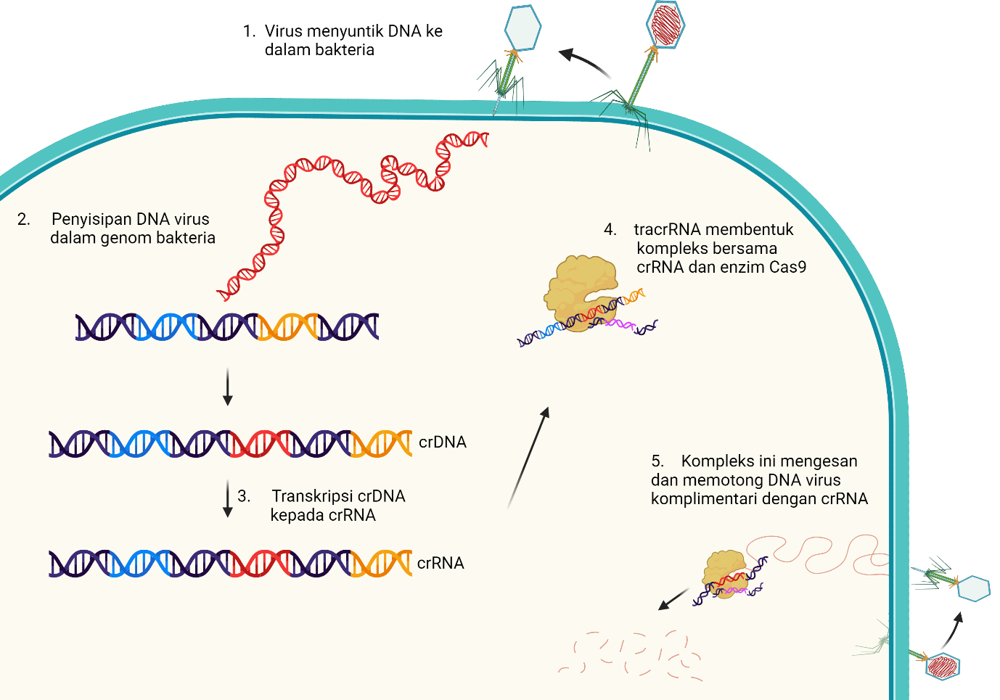 1. Virus menyuntik DNA ke
dalam bakteria
2. Penyisipan DNA virus
dalam genom bakteria
4. tracrRNA membentuk
kompleks bersama
crRNA dan enzim Cas9
crDNA
3. Transkripsi crDNA
kepada crRNA
crRNA
5. Kompleks ini mengesan
dan memotong DNA virus
komplimentari dengan crRNA